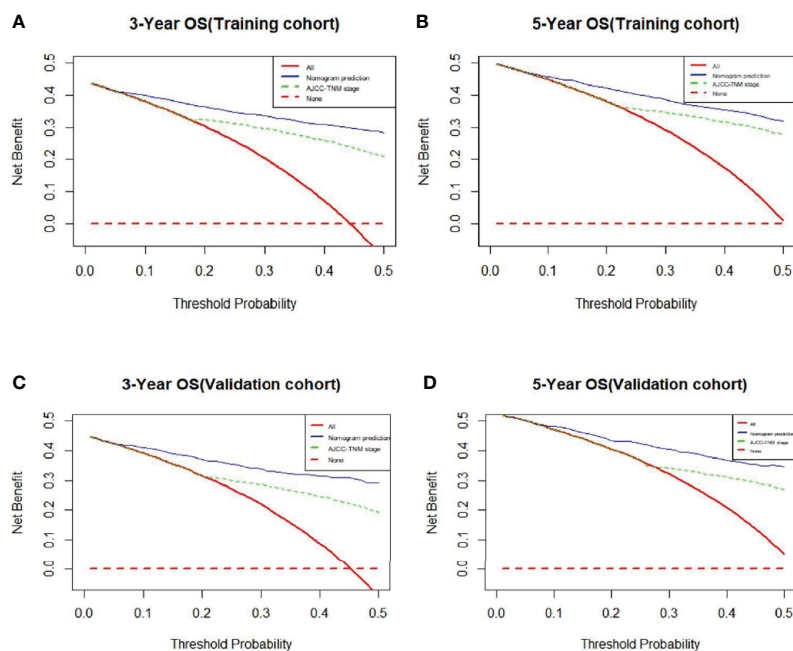 A
3-Year OS(Training cohort)
Net Benefit
0.0 0.1 0.2 0.3 0.4 0.5
All
Nomogram prediction
AJCC-TNM stage
None
0.0 0.1 0.2 0.3 0.4 0.5
Threshold Probability
B
5-Year OS(Training cohort)
Net Benefit
0.0 0.1 0.2 0.3 0.4 0.5
All
Nomogram prediction
AJCC-TNM stage
None
0.0 0.1 0.2 0.3 0.4 0.5
Threshold Probability
C
3-Year OS(Validation cohort)
Net Benefit
0.0 0.1 0.2 0.3 0.4 0.5
All
Nomogram prediction
AJCC-TNM stage
None
0.0 0.1 0.2 0.3 0.4 0.5
Threshold Probability
D
5-Year OS(Validation cohort)
Net Benefit
0.0 0.1 0.2 0.3 0.4 0.5
All
Nomogram prediction
AJCC-TNM stage
None
0.0 0.1 0.2 0.3 0.4 0.5
Threshold Probability